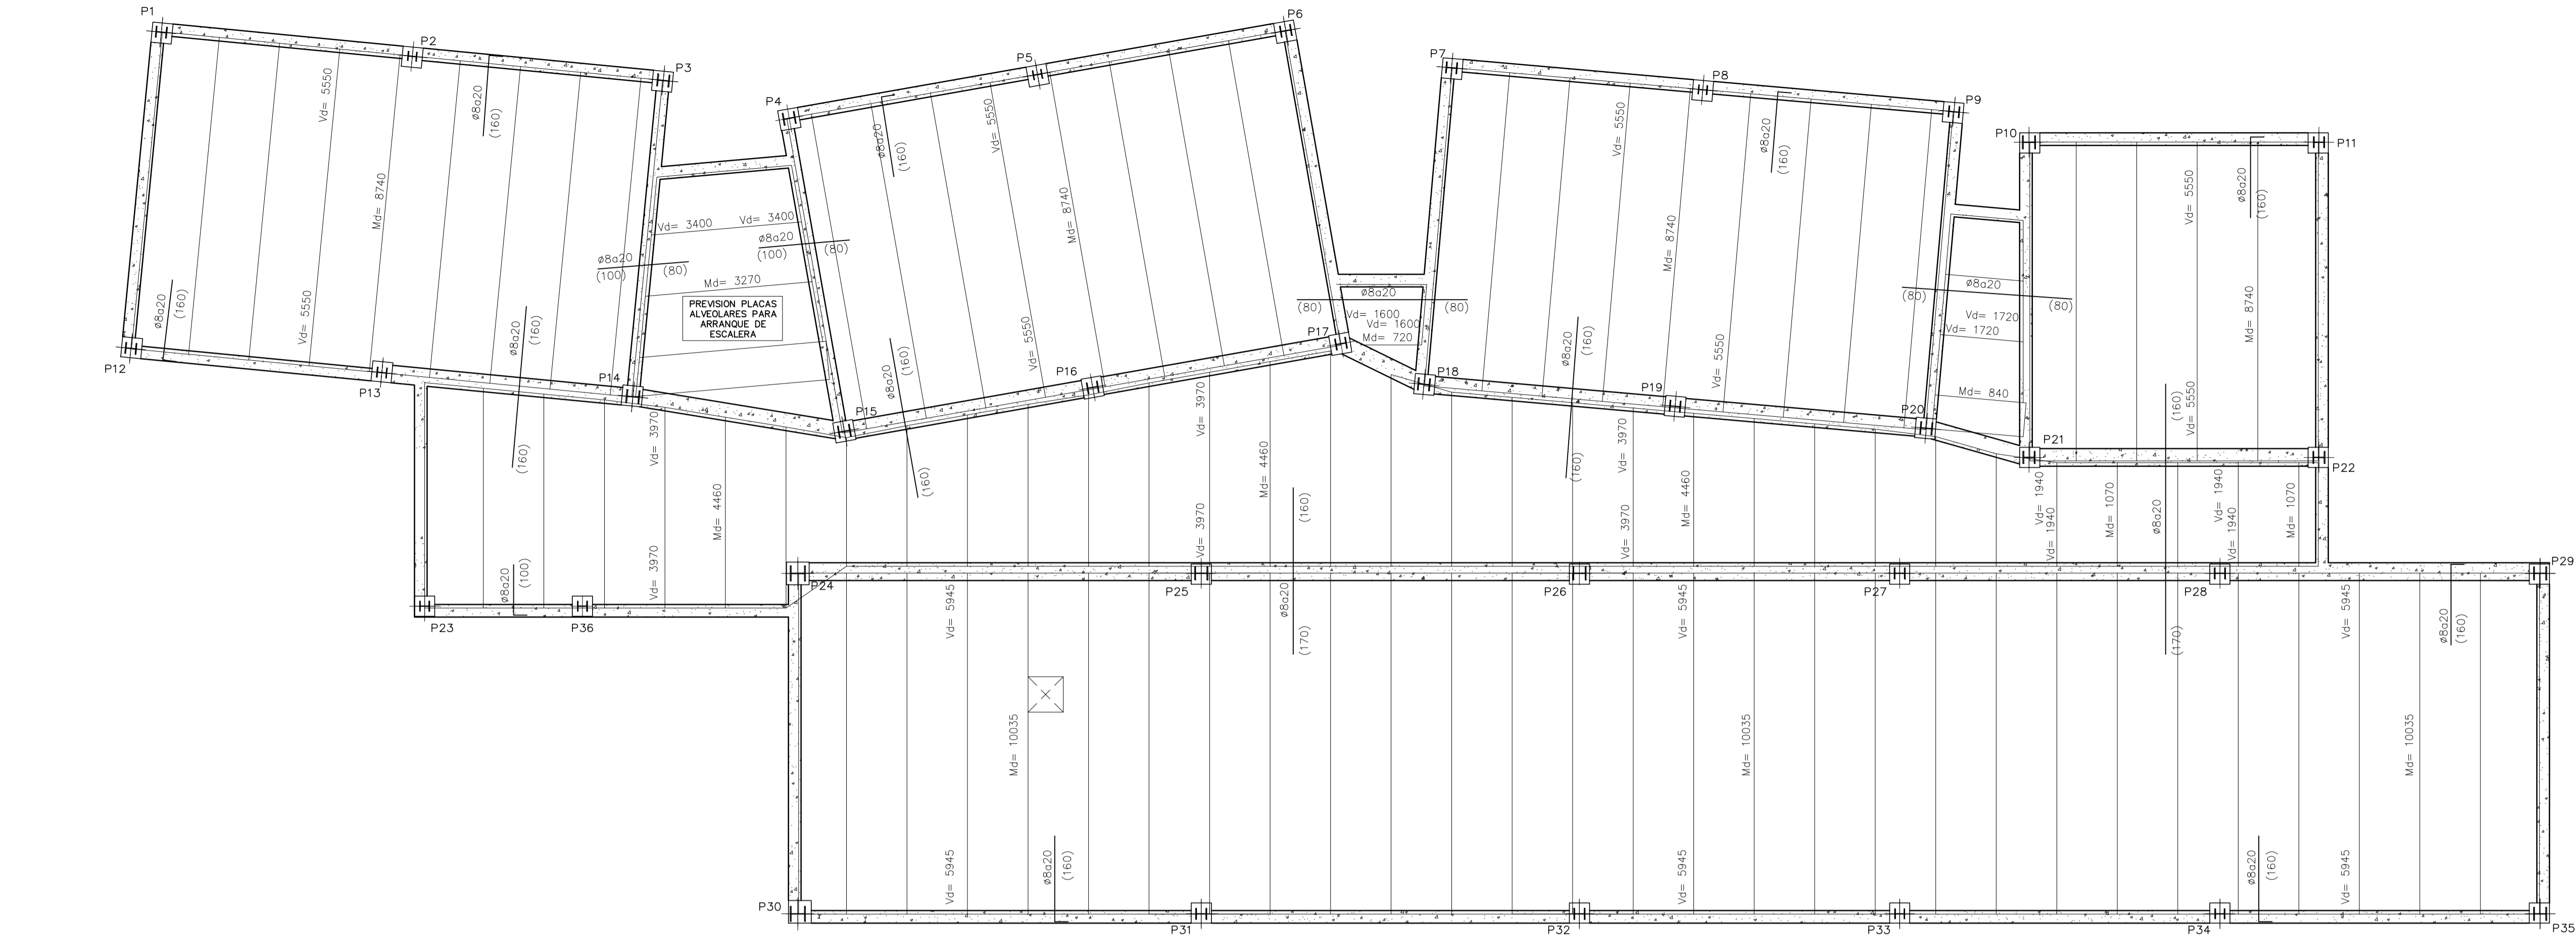 P1
P2
P3
P4
P5
P6
P7
P8
P9
P10
P11
Vd= 5550
Md= 8740
Vd= 5550
ø8a20
(160)
ø8a20
(160)
ø8a20
(160)
(160)
P12
P13
P14
Vd= 3400
Vd= 3400
ø8a20
(100)
(80)
ø8a20
(100)
(80)
Md= 3270
PREVISION PLACAS
ALVEOLARES PARA
ARRANQUE DE
ESCALERA
ø8a20
(160)
Vd= 5550
Md= 8740
Vd= 5550
ø8a20
(160)
(160)
P15
P16
P17
ø8a20
(80)
(80)
Vd= 1600
Vd= 1600
Md= 720
Vd= 5550
Md= 8740
Vd= 5550
ø8a20
(160)
ø8a20
(160)
(160)
P18
P19
P20
ø8a20
(80)
(80)
Vd= 1720
Vd= 1720
Md= 840
Vd= 5550
Md= 8740
Vd= 5550
ø8a20
(160)
P21
P22
Vd= 3970
Md= 4460
Vd= 3970
ø8a20
(100)
Vd= 3970
Md= 4460
Vd= 3970
ø8a20
(160)
(170)
Vd= 3970
Md= 4460
Vd= 3970
Vd= 1940
Vd= 1940
Md= 1070
ø8a20
(160)
(170)
Vd= 1940
Vd= 1940
Md= 1070
P23
P36
P24
P25
P26
P27
P28
P29
Vd= 5945
Md= 10035
Vd= 5945
ø8a20
(160)
Vd= 5945
Md= 10035
Vd= 5945
Vd= 5945
Md= 10035
Vd= 5945
ø8a20
(160)
ø8a20
(160)
P30
P31
P32
P33
P34
P35